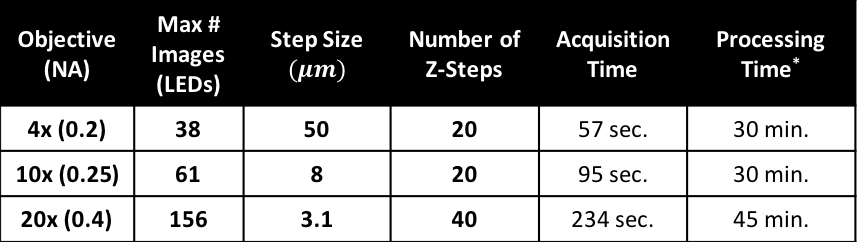 Objective (NA) Max # Images (LEDs) Step Size (μm) Number of Z-Steps Acquisition Time Processing Time*
4x (0.2) 38 50 20 57 sec. 30 min.
10x (0.25) 61 8 20 95 sec. 30 min.
20x (0.4) 156 3.1 40 234 sec. 45 min.